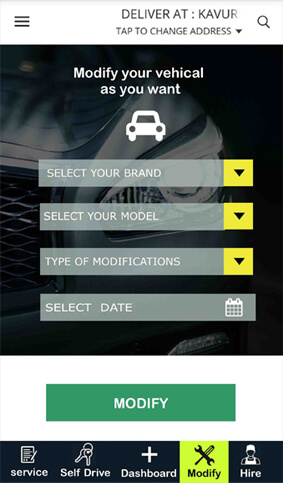 DELIVER AT : KAVUR
TAP TO CHANGE ADDRESS
Modify your vehical
as you want
SELECT YOUR BRAND
SELECT YOUR MODEL
TYPE OF MODIFICATIONS
SELECT DATE
MODIFY
service Self Drive Dashboard Modify Hire